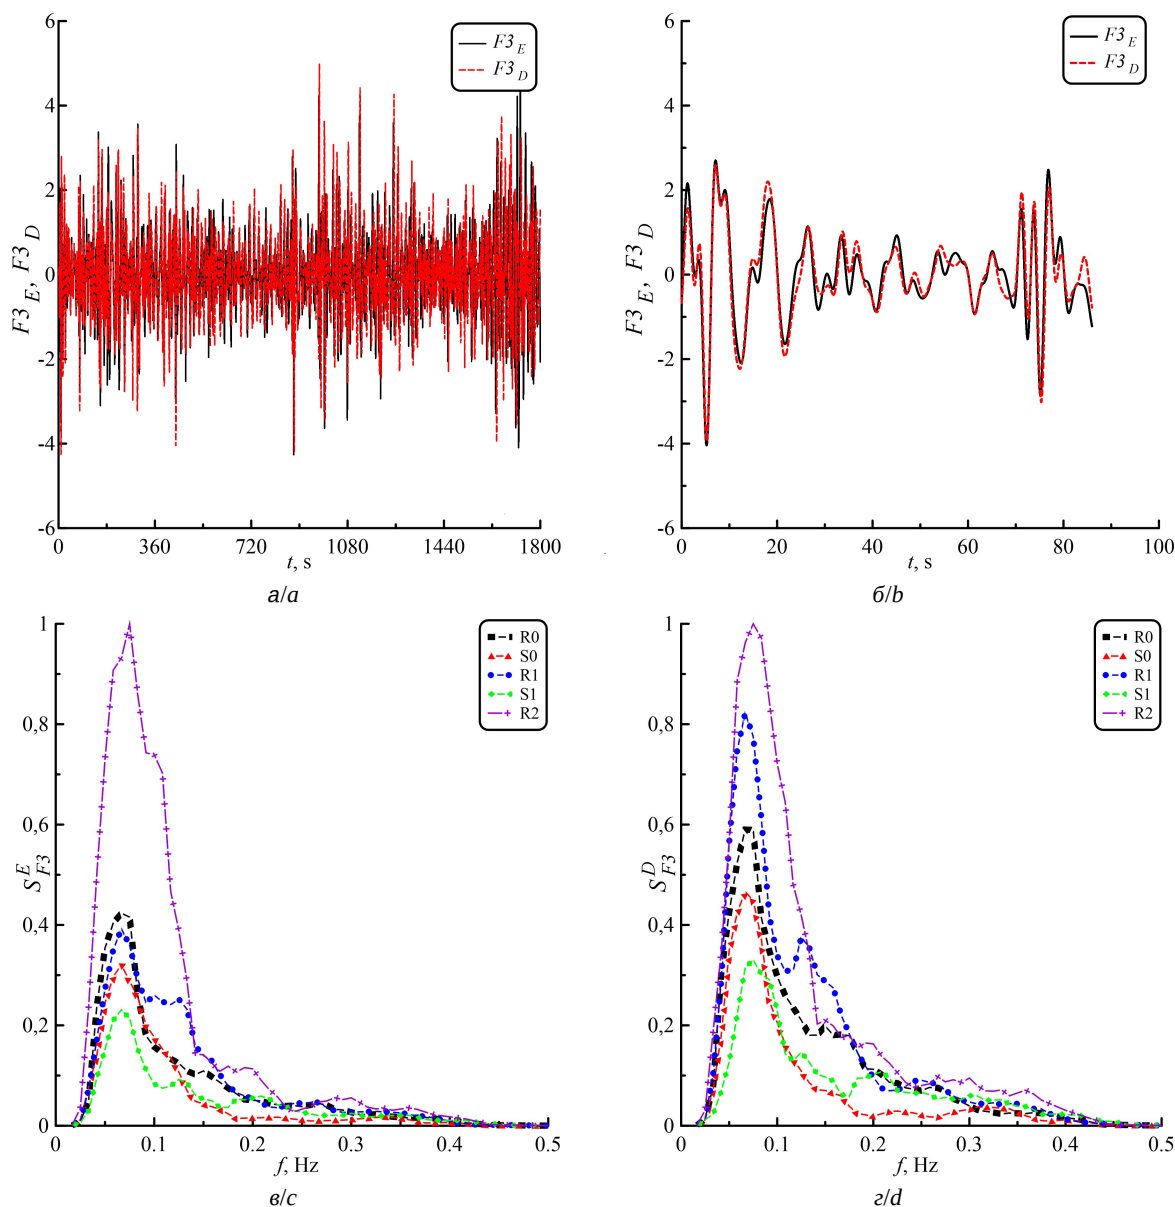 6
4
2
0
-2
-4
-6
F3_E, F3_D
F3_E
F3_D
0 360 720 1080 1440 1800
t, s
а/a
6
4
2
0
-2
-4
-6
F3_E, F3_D
F3_E
F3_D
0 20 40 60 80 100
t, s
б/b
1
0,8
0,6
0,4
0,2
0
S^E_F3
R0
S0
R1
S1
R2
0 0.1 0.2 0.3 0.4 0.5
f, Hz
в/c
1
0,8
0,6
0,4
0,2
0
S^D_F3
R0
S0
R1
S1
R2
0 0.1 0.2 0.3 0.4 0.5
f, Hz
г/d